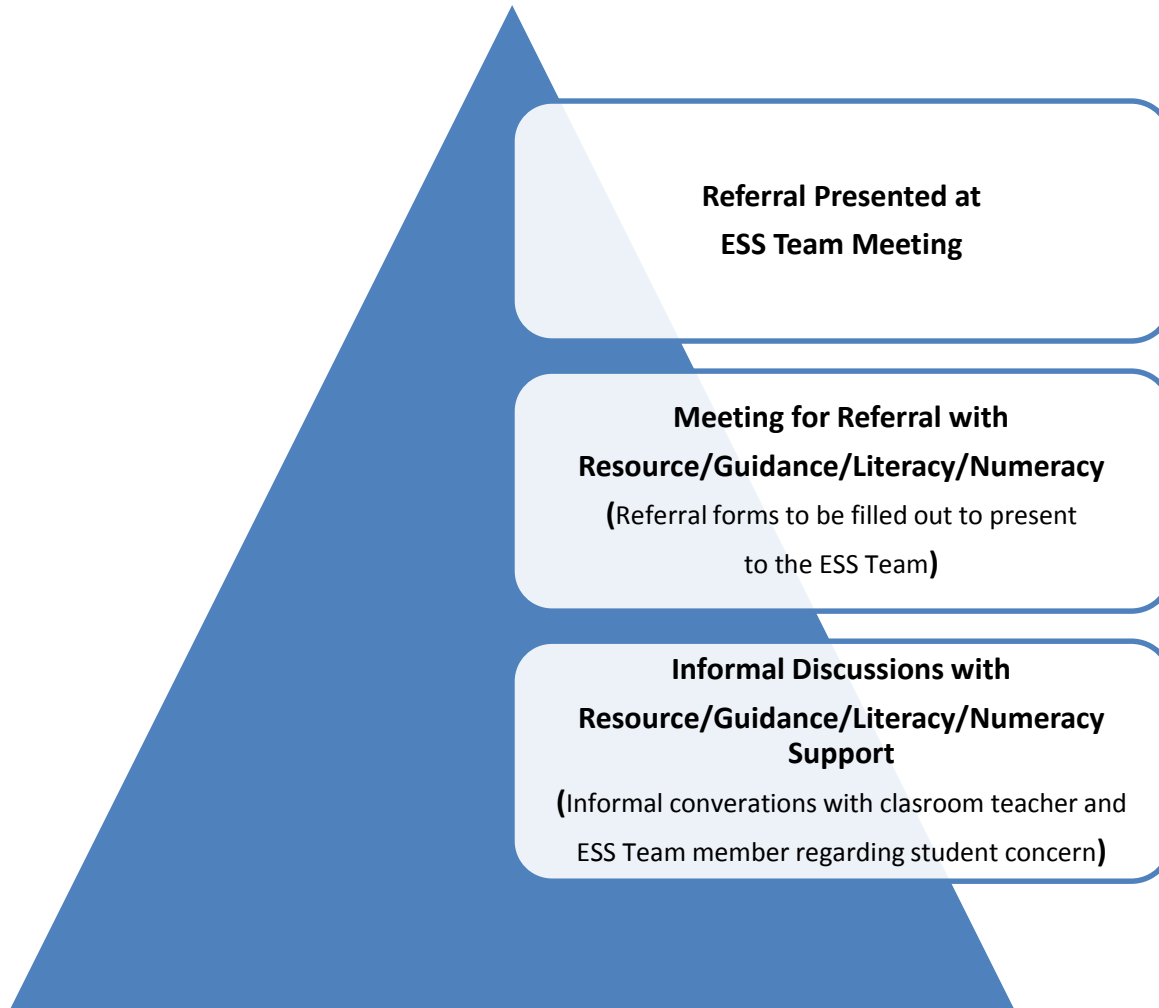 Referral Presented at
ESS Team Meeting
Meeting for Referral with
Resource/Guidance/Literacy/Numeracy
(Referral forms to be filled out to present
to the ESS Team)
Informal Discussions with
Resource/Guidance/Literacy/Numeracy
Support
(Informal converations with clasroom teacher and
ESS Team member regarding student concern)